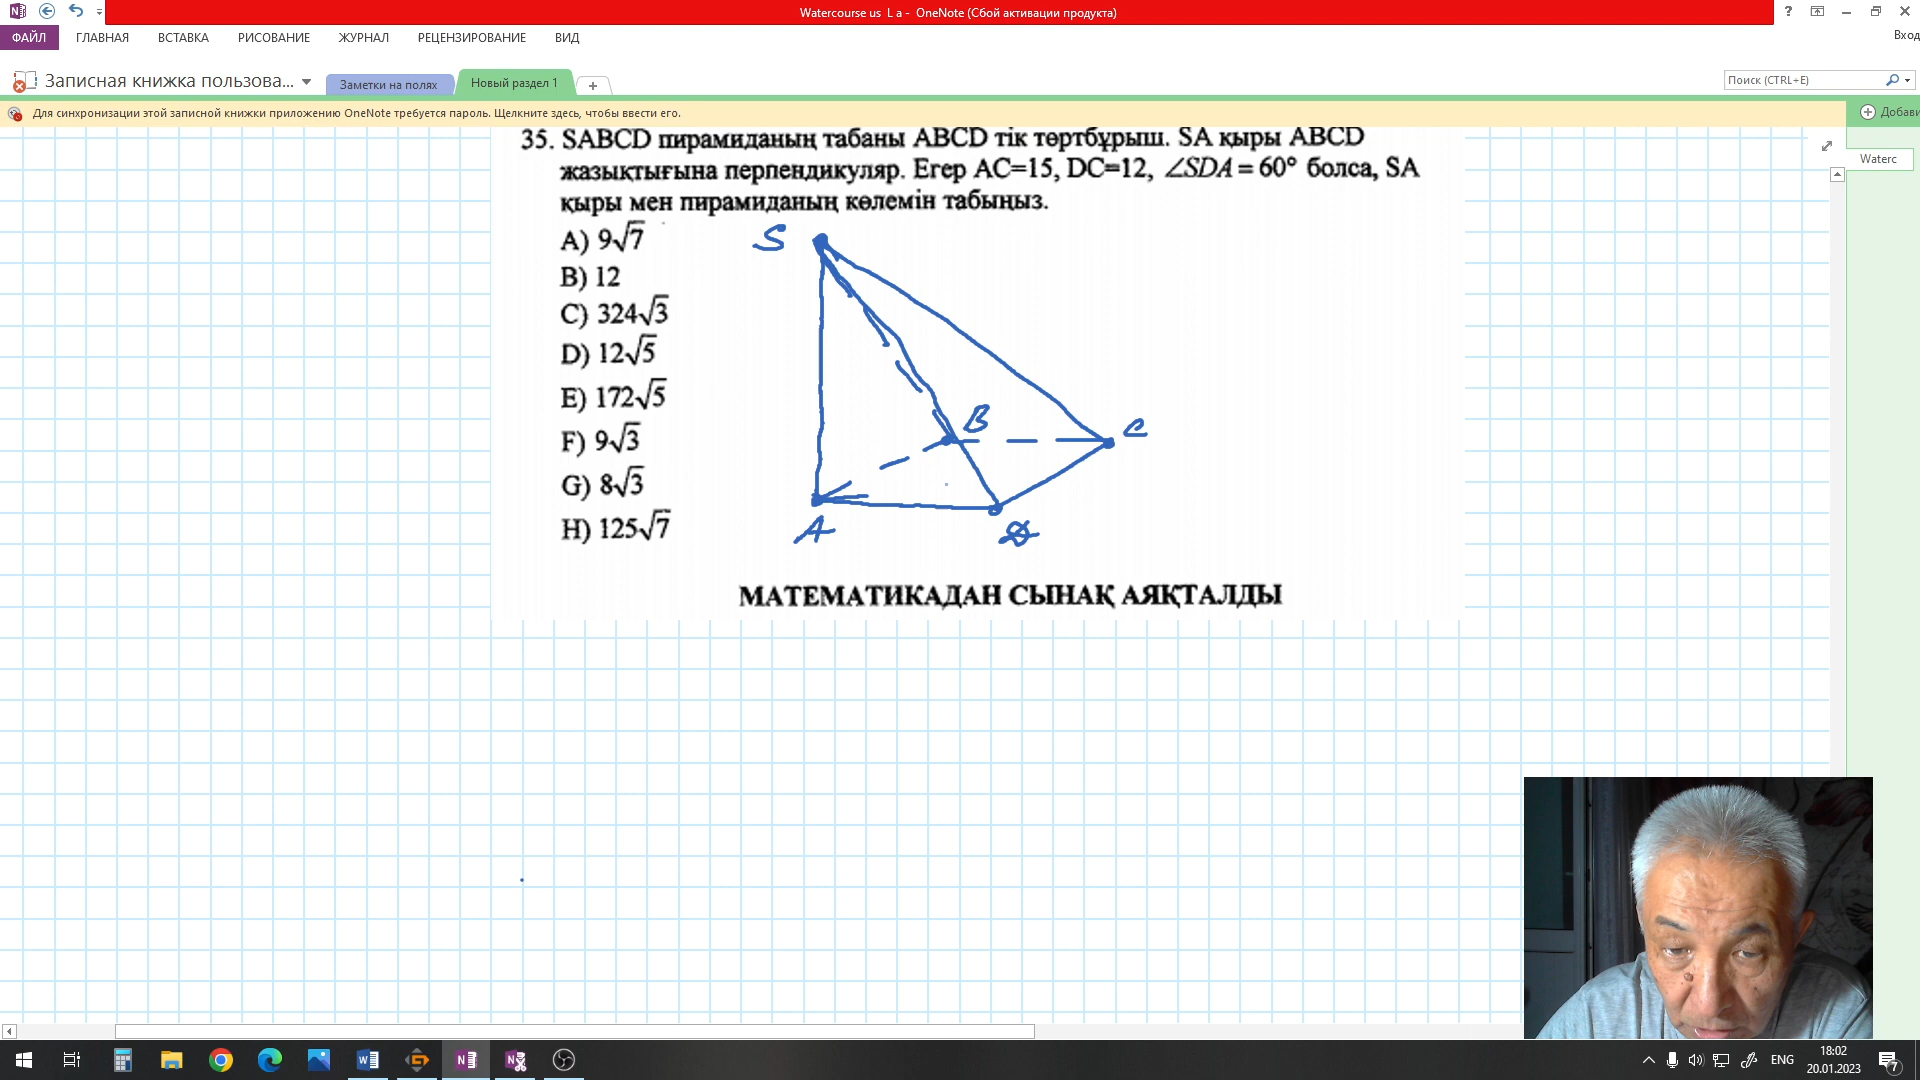 Watercourse us L a - OneNote (Сбой активации продукта)
ФАЙЛ ГЛАВНАЯ ВСТАВКА РИСОВАНИЕ ЖУРНАЛ РЕЦЕНЗИРОВАНИЕ ВИД
Вход
Записная книжка пользова... Заметки на полях Новый раздел 1
Поиск (CTRL+E)
Для синхронизации этой записной книжки приложению OneNote требуется пароль. Щелкните здесь, чтобы ввести его.
Добави
Waterc
35. SABCD пирамиданың табаны ABCD тік төртбұрыш. SA қыры ABCD
жазықтығына перпендикуляр. Егер AC=15, DC=12, ∠SDA = 60° болса, SA
қыры мен пирамиданың көлемін табыңыз.
A) 9√7
B) 12
C) 324√3
D) 12√5
E) 172√5
F) 9√3
G) 8√3
H) 125√7
S
B
C
A
D
МАТЕМАТИКАДАН СЫНАҚ АЯҚТАЛДЫ
ENG
18:02
20.01.2023
7